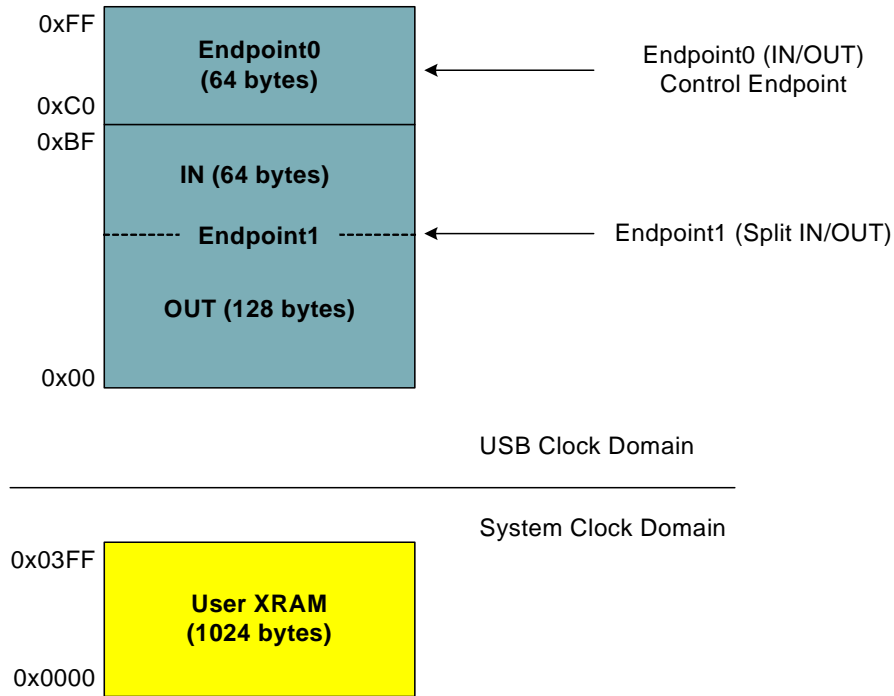 0xFF
Endpoint0
(64 bytes)
Endpoint0 (IN/OUT)
Control Endpoint
0xC0
0xBF
IN (64 bytes)
Endpoint1
Endpoint1 (Split IN/OUT)
OUT (128 bytes)
0x00
USB Clock Domain
System Clock Domain
0x03FF
User XRAM
(1024 bytes)
0x0000